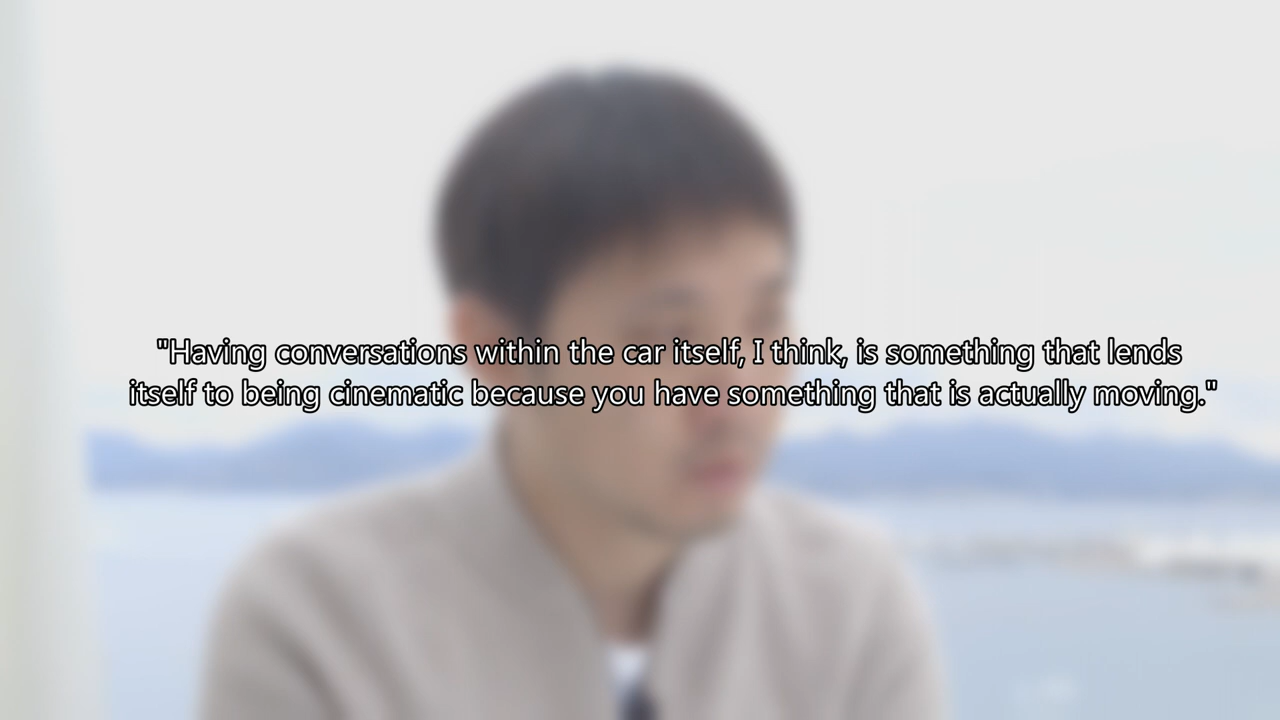 "Having conversations within the car itself, I think, is something that lends
itself to being cinematic because you have something that is actually moving."